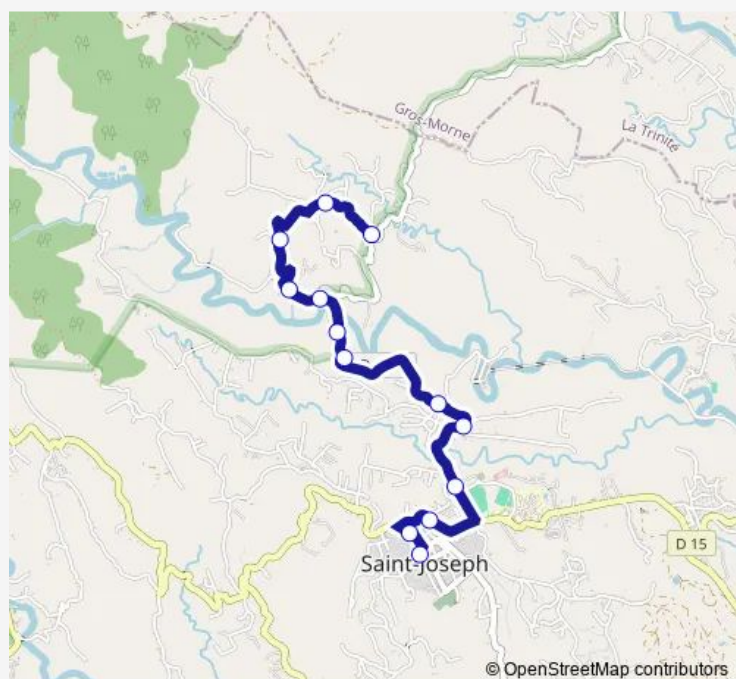 Gros-Morne
La Trinité
D 15
Saint-Joseph
© OpenStreetMap contributors